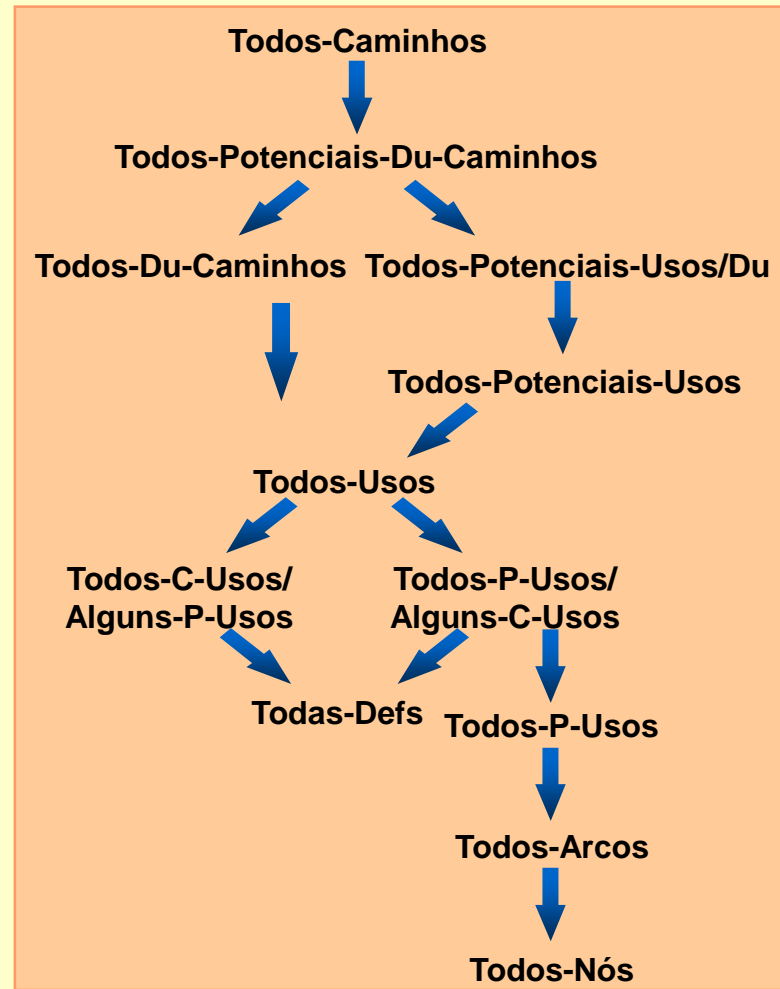 Todos-Caminhos
Todos-Potenciais-Du-Caminhos
Todos-Du-Caminhos
Todos-Potenciais-Usos/Du
Todos-Potenciais-Usos
Todos-Usos
Todos-C-Usos/
Alguns-P-Usos
Todos-P-Usos/
Alguns-C-Usos
Todas-Defs
Todos-P-Usos
Todos-Arcos
Todos-Nós